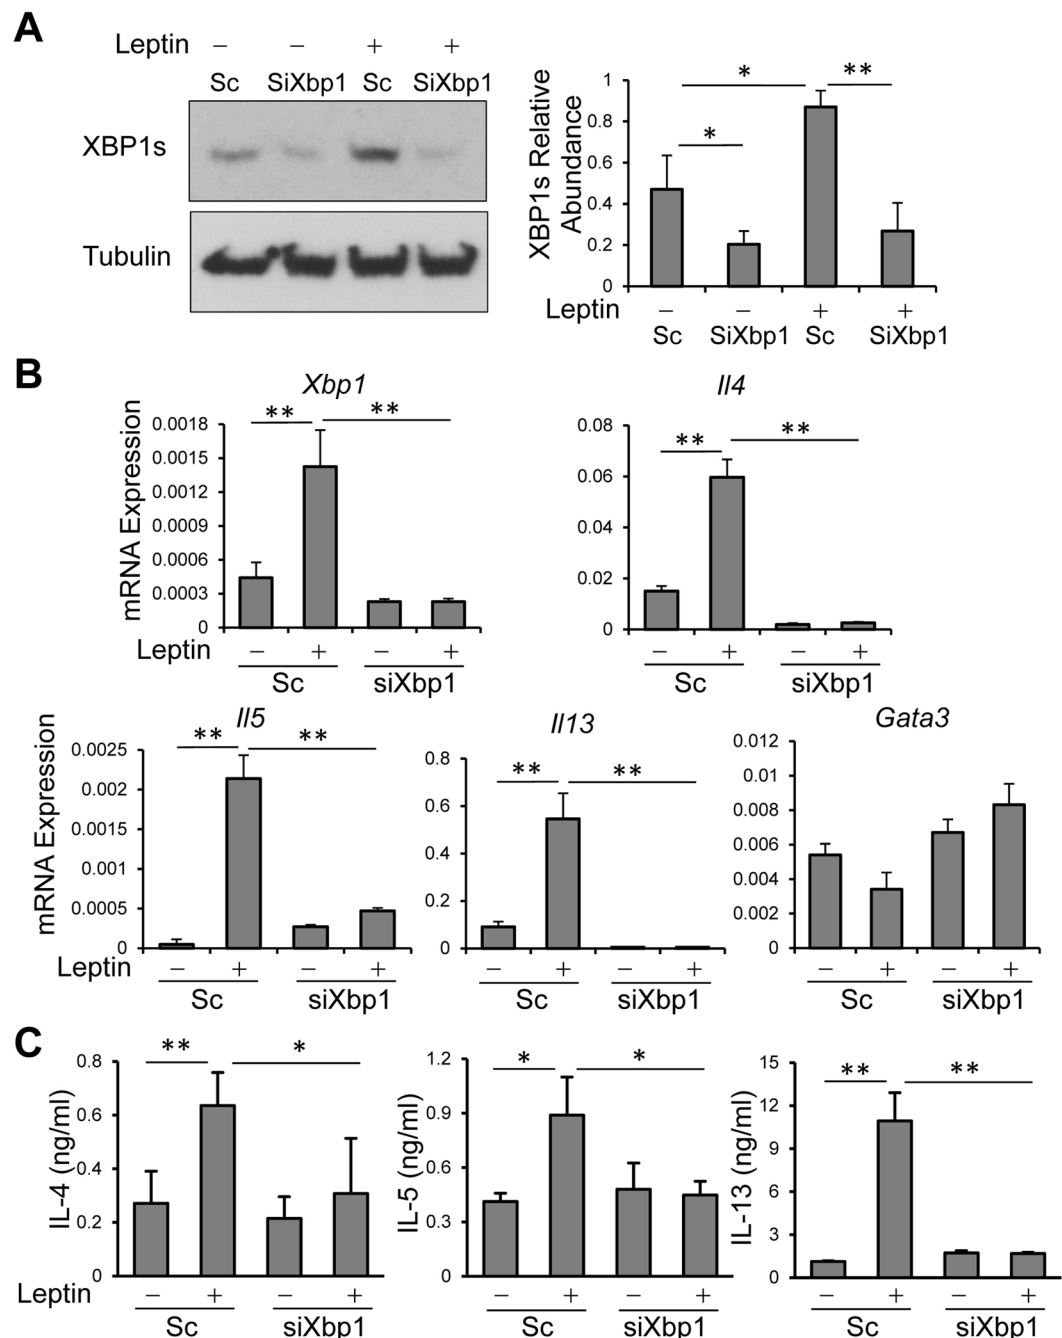 A
Leptin − − + +
Sc SiXbp1 Sc SiXbp1
XBP1s
Tubulin
XBP1s Relative
Abundance
1
0.8
0.6
0.4
0.2
0
* * **
Leptin − − + +
Sc SiXbp1 Sc SiXbp1
B
Xbp1
mRNA Expression
0.0018
0.0015
0.0012
0.0009
0.0006
0.0003
0
** **
Leptin − + − +
Sc siXbp1
Il4
0.08
0.06
0.04
0.02
0
** **
− + − +
Sc siXbp1
Il5
mRNA Expression
0.0025
0.002
0.0015
0.001
0.0005
0
** **
Leptin − + − +
Sc siXbp1
Il13
0.8
0.6
0.4
0.2
0
** **
− + − +
Sc siXbp1
Gata3
0.012
0.01
0.008
0.006
0.004
0.002
0
− + − +
Sc siXbp1
C
IL-4 (ng/ml)
0.8
0.6
0.4
0.2
0
** *
Leptin − + − +
Sc siXbp1
IL-5 (ng/ml)
1.2
0.9
0.6
0.3
0
* *
− + − +
Sc siXbp1
IL-13 (ng/ml)
15
12
9
6
3
0
** **
− + − +
Sc siXbp1